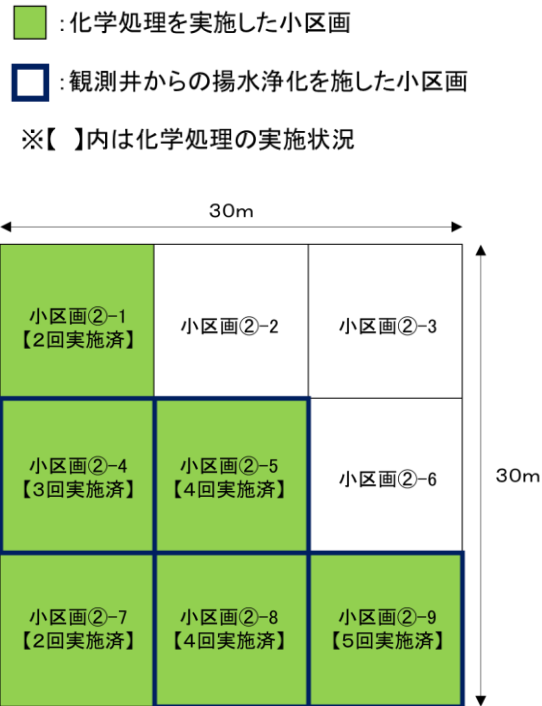 ：化学処理を実施した小区画
：観測井からの揚水浄化を施した小区画
※【　】内は化学処理の実施状況
30m
小区画②-1
【2回実施済】
小区画②-2
小区画②-3
小区画②-4
【3回実施済】
小区画②-5
【4回実施済】
小区画②-6
30m
小区画②-7
【2回実施済】
小区画②-8
【4回実施済】
小区画②-9
【5回実施済】